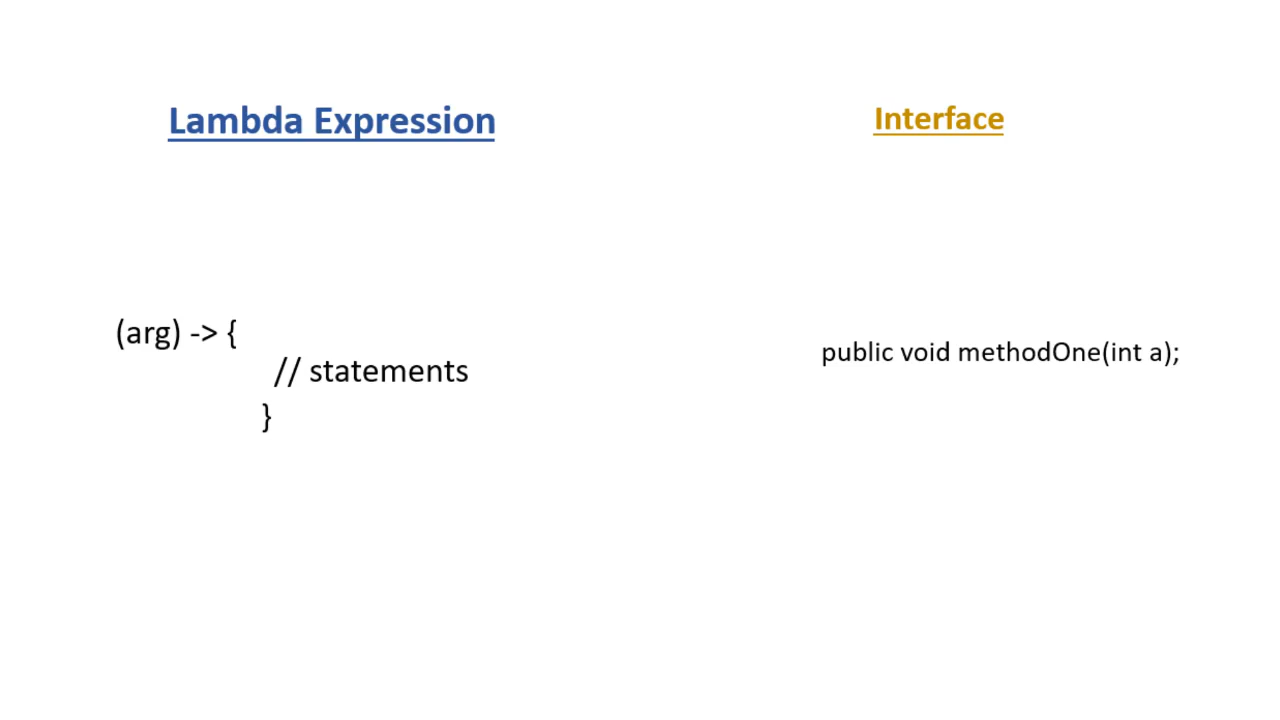 Lambda Expression
Interface
(arg) -> {
// statements
}
public void methodOne(int a);